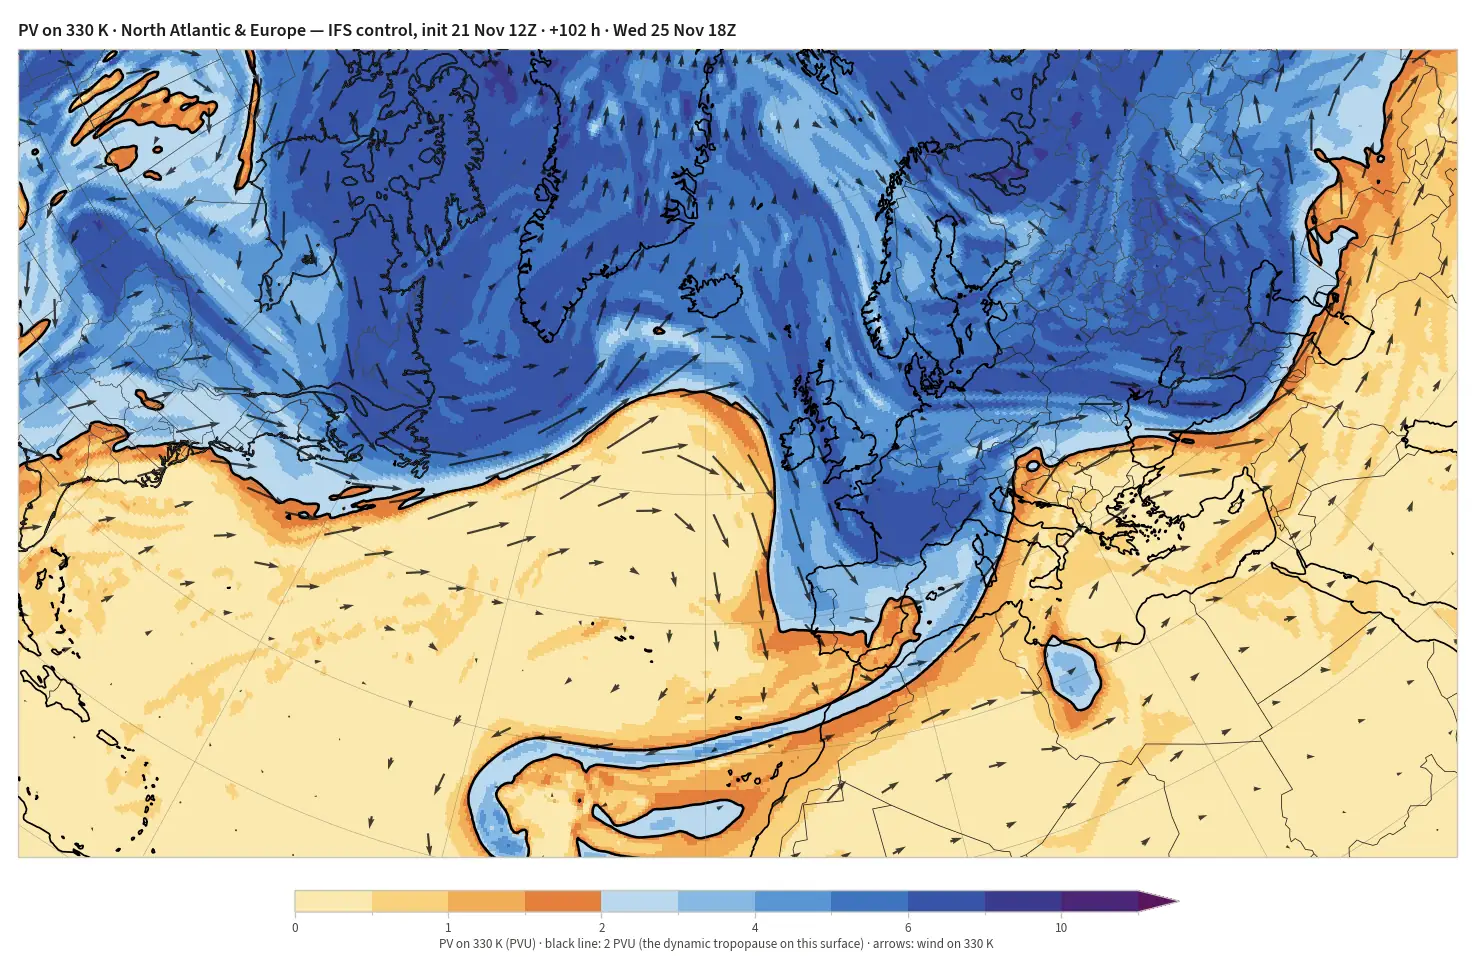 PV on 330 K · North Atlantic & Europe — IFS control, init 21 Nov 12Z · +102 h · Wed 25 Nov 18Z
0 1 2 4 6 10
PV on 330 K (PVU) · black line: 2 PVU (the dynamic tropopause on this surface) · arrows: wind on 330 K